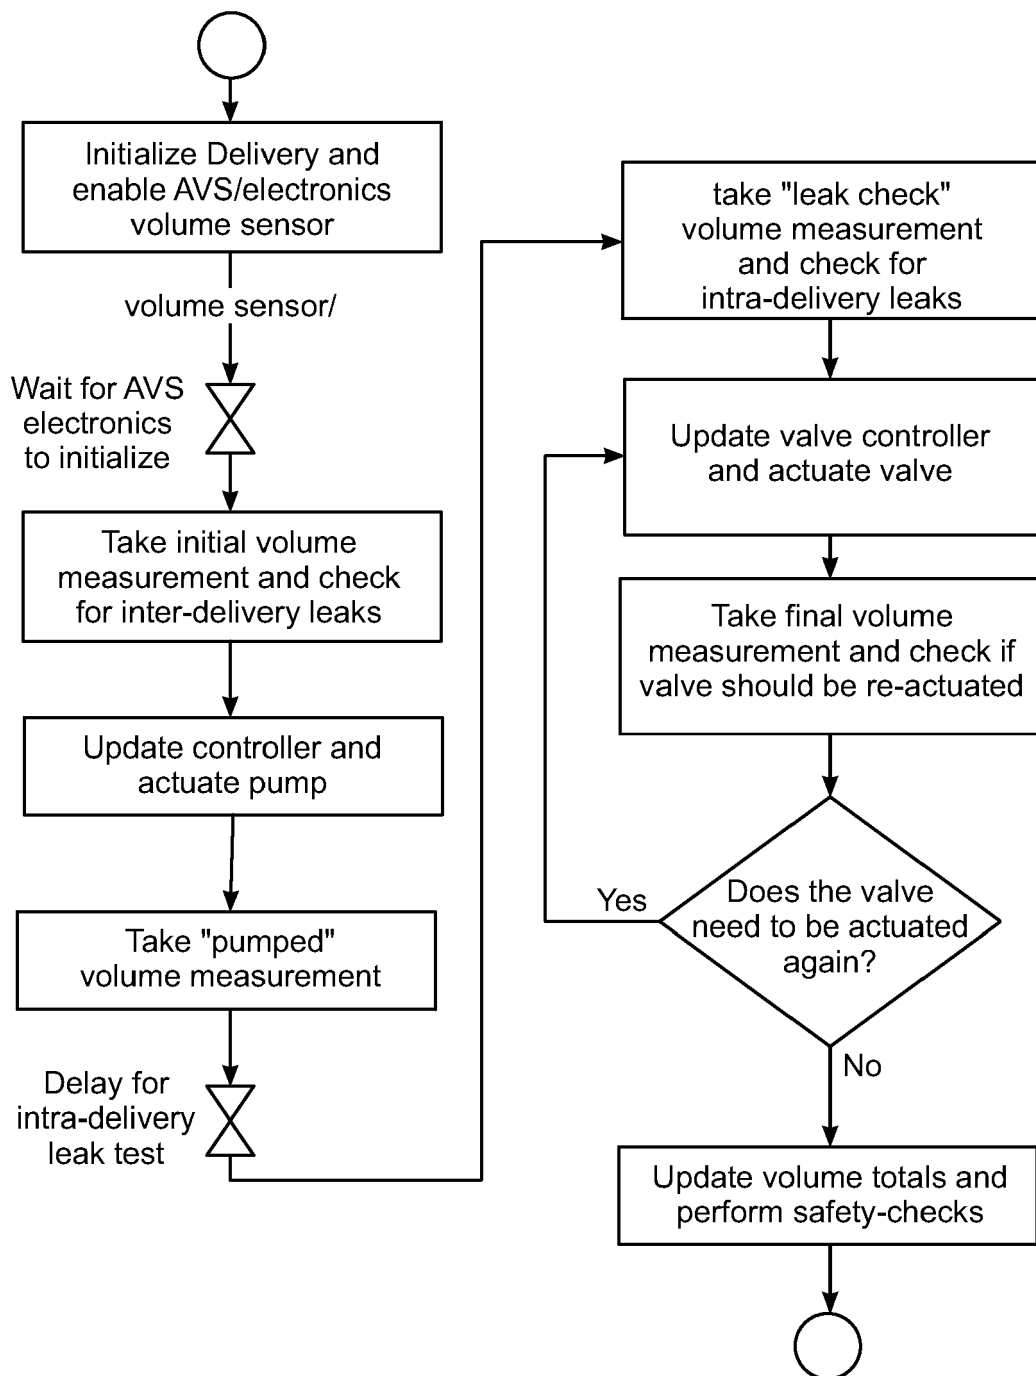 Initialize Delivery and
enable AVS/electronics
volume sensor
volume sensor/
Wait for AVS
electronics
to initialize
Take initial volume
measurement and check
for inter-delivery leaks
Update controller and
actuate pump
Take "pumped"
volume measurement
Delay for
intra-delivery
leak test
take "leak check"
volume measurement
and check for
intra-delivery leaks
Update valve controller
and actuate valve
Take final volume
measurement and check if
valve should be re-actuated
Does the valve
need to be actuated
again?
Yes
No
Update volume totals and
perform safety-checks